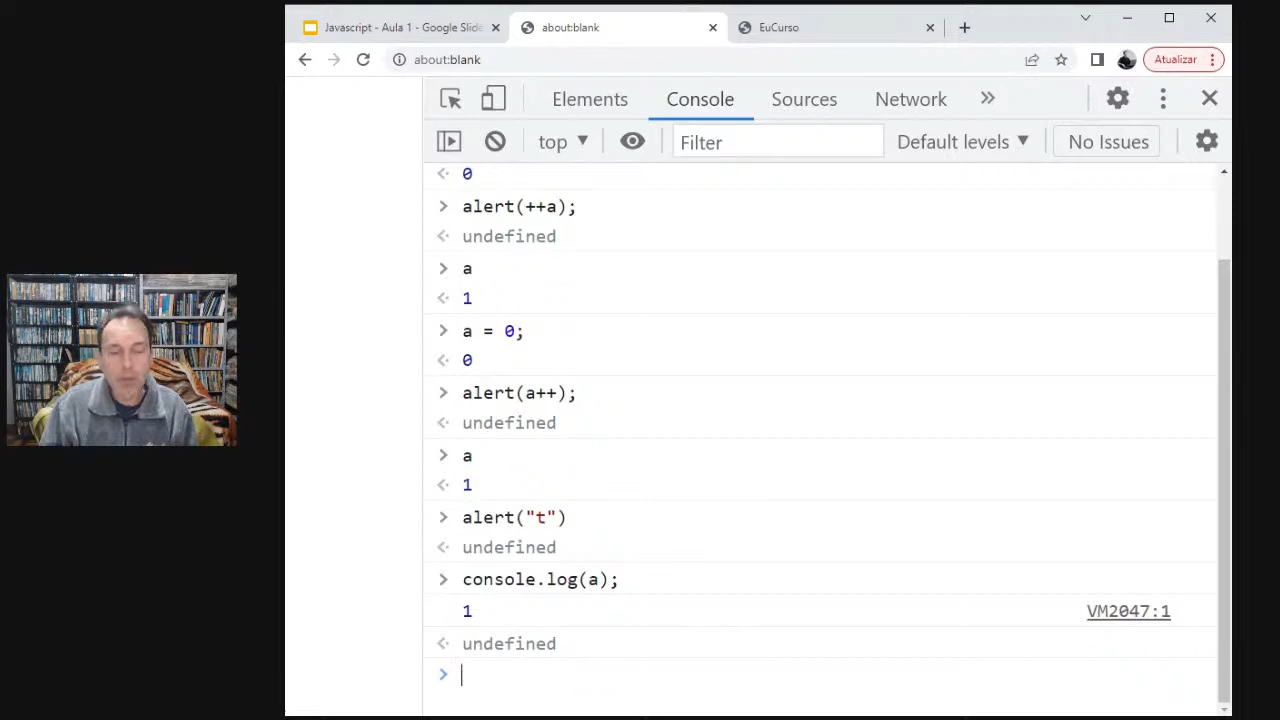 Javascript - Aula 1 - Google Slide
about:blank
EuCurso
about:blank
Atualizar
Elements
Console
Sources
Network
top
Filter
Default levels
No Issues
0
alert(++a);
undefined
a
1
a = 0;
0
alert(a++);
undefined
a
1
alert("t")
undefined
console.log(a);
1 VM2047:1
undefined